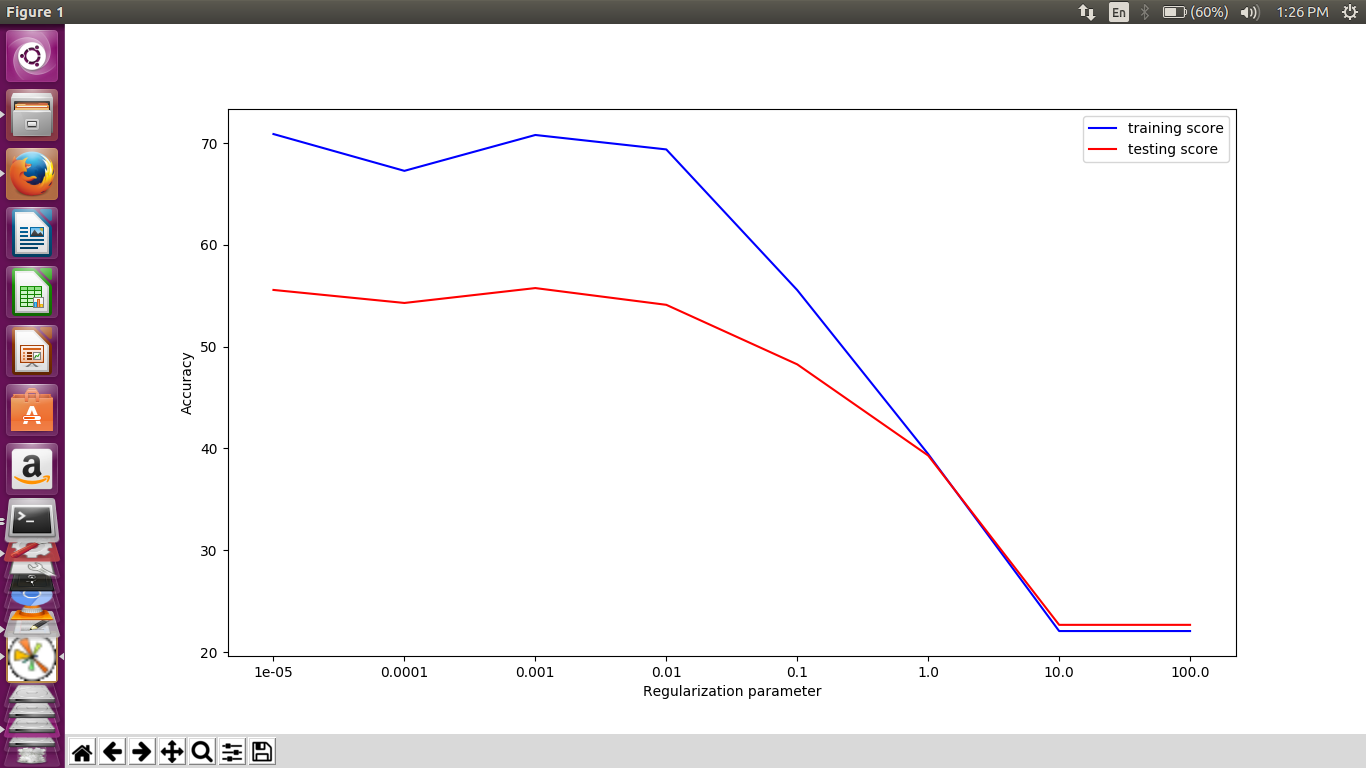 Figure 1
En
(60%)
1:26 PM
training score
testing score
70
60
50
40
30
20
Accuracy
1e-05
0.0001
0.001
0.01
0.1
1.0
10.0
100.0
Regularization parameter